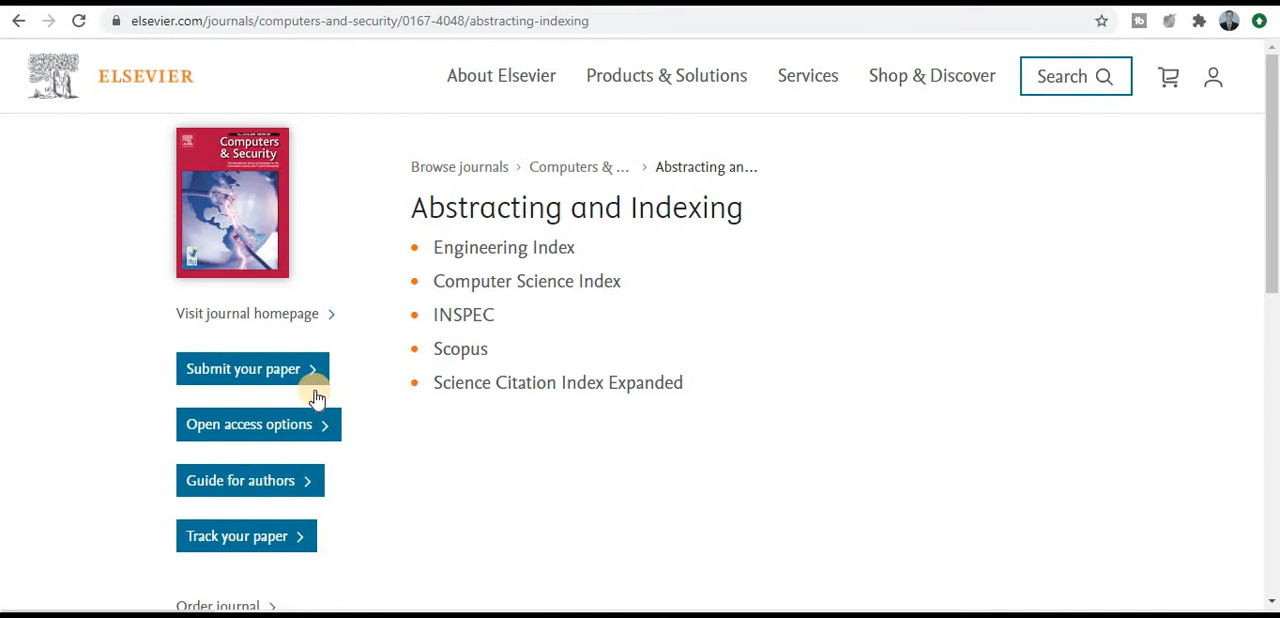 elsevier.com/journals/computers-and-security/0167-4048/abstracting-indexing
ELSEVIER
About Elsevier
Products & Solutions
Services
Shop & Discover
Search
Computers
& Security
Browse journals › Computers & ... › Abstracting an...
Abstracting and Indexing
Engineering Index
Computer Science Index
INSPEC
Scopus
Science Citation Index Expanded
Visit journal homepage
Submit your paper
Open access options
Guide for authors
Track your paper
Order journal